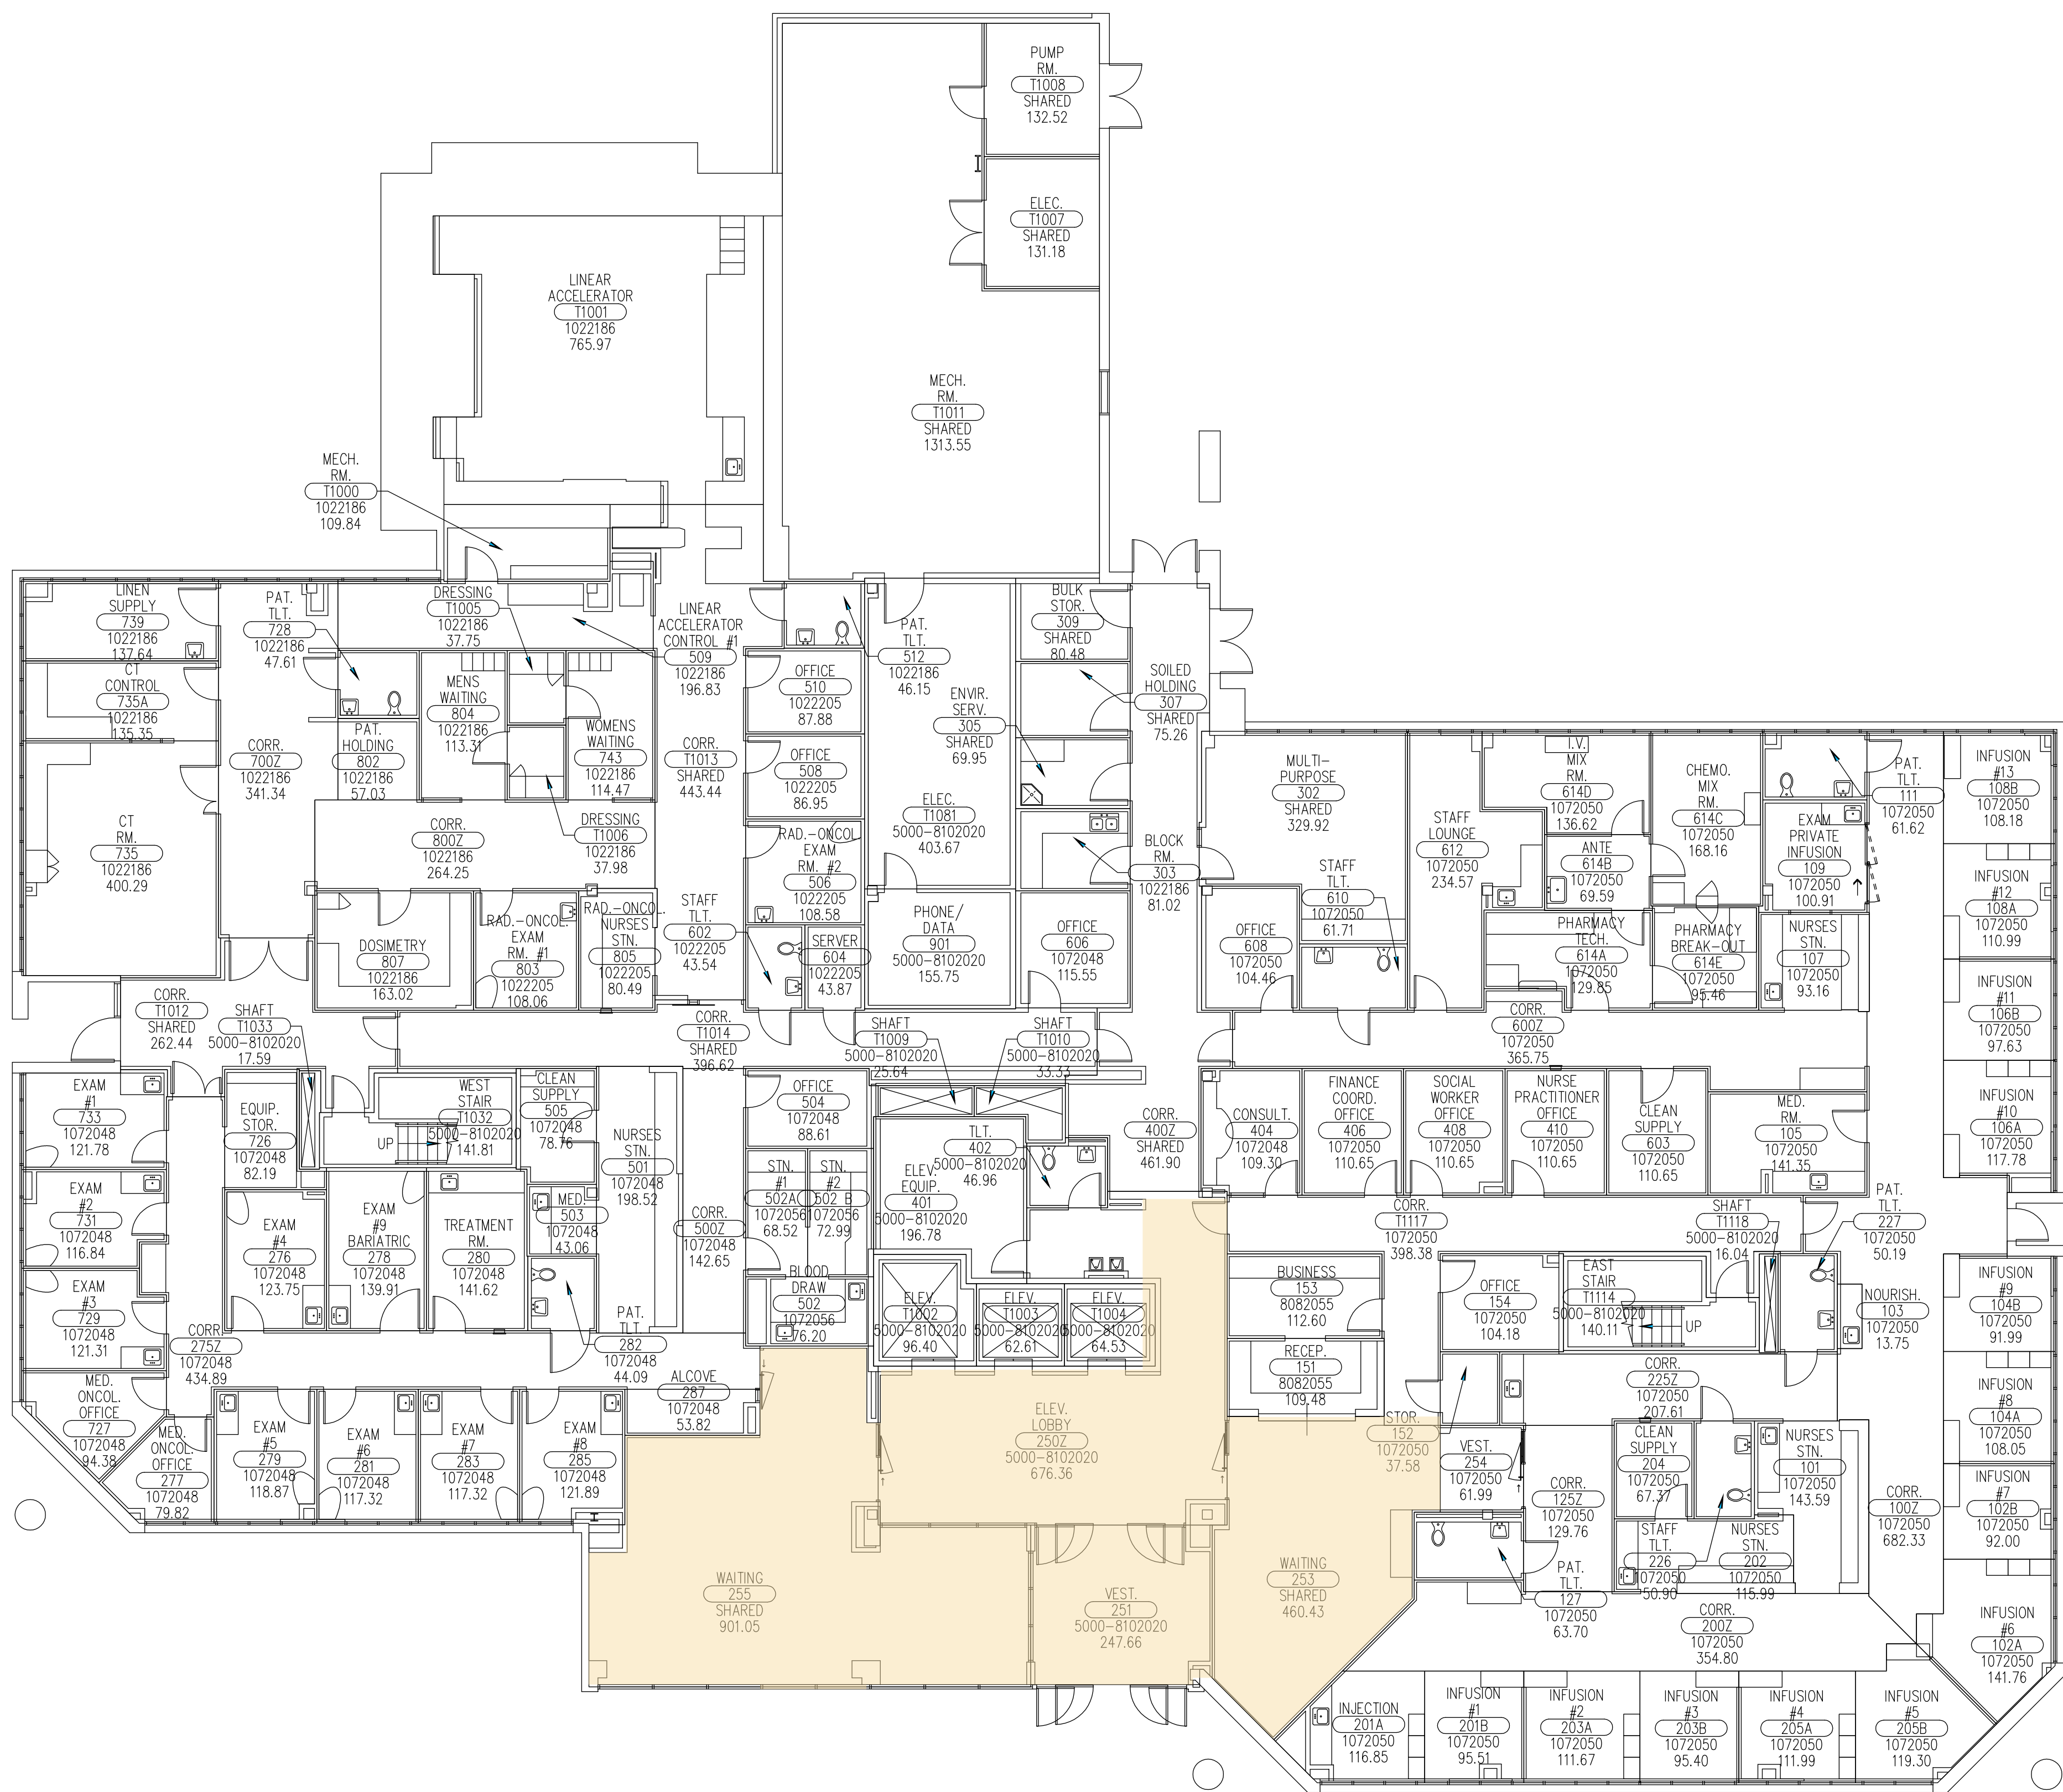 PUMP
RM.
T1008
SHARED
132.52
ELEC.
T1007
SHARED
131.18
LINEAR
ACCELERATOR
T1001
1022186
765.97
MECH.
RM.
T1011
SHARED
1313.55
MECH.
RM.
T1000
1022186
109.84
LINEN
SUPPLY
739
1022186
137.64
CT
CONTROL
735A
1022186
135.35
CT
RM.
735
1022186
400.29
PAT.
TLT.
728
1022186
47.61
CORR.
700Z
1022186
341.34
PAT.
HOLDING
802
1022186
57.03
DRESSING
T1005
1022186
37.75
MENS
WAITING
804
1022186
113.31
WOMENS
WAITING
743
1022186
114.47
LINEAR
ACCELERATOR
CONTROL #1
509
1022186
196.83
CORR.
T1013
SHARED
443.44
CORR.
800Z
1022186
264.25
DRESSING
T1006
1022186
37.98
OFFICE
510
1022205
87.88
OFFICE
508
1022205
86.95
RAD.-ONCOL.
EXAM
RM. #2
506
1022205
108.58
PAT.
TLT.
512
1022186
46.15
ENVIR.
SERV.
305
SHARED
69.95
ELEC.
T1081
5000-8102020
403.67
BULK
STOR.
309
SHARED
80.48
SOILED
HOLDING
307
SHARED
75.26
BLOCK
RM.
303
1022186
81.02
DOSIMETRY
807
1022186
163.02
RAD.-ONCOL.
EXAM
RM. #1
803
1022205
108.06
RAD.-ONCOL.
NURSES
STN.
805
1022205
80.49
STAFF
TLT.
602
1022205
43.54
SERVER
604
1022205
43.87
PHONE/
DATA
901
5000-8102020
155.75
OFFICE
606
1072048
115.55
MULTI-
PURPOSE
302
SHARED
329.92
STAFF
TLT.
610
1072050
61.71
OFFICE
608
1072050
104.46
STAFF
LOUNGE
612
1072050
234.57
I.V.
MIX
RM.
614D
1072050
136.62
ANTE
614B
1072050
69.59
CHEMO.
MIX
RM.
614C
1072050
168.16
PHARMACY
TECH.
614A
1072050
129.85
PHARMACY
BREAK-OUT
614E
1072050
95.46
EXAM
PRIVATE
INFUSION
109
1072050
100.91
NURSES
STN.
107
1072050
93.16
PAT.
TLT.
111
1072050
61.62
INFUSION
#13
108B
1072050
108.18
INFUSION
#12
108A
1072050
110.99
INFUSION
#11
106B
1072050
97.63
INFUSION
#10
106A
1072050
117.78
CORR.
T1012
SHARED
262.44
SHAFT
T1033
5000-8102020
17.59
CORR.
T1014
SHARED
396.62
SHAFT
T1009
5000-8102020
25.64
SHAFT
T1010
5000-8102020
33.33
CORR.
600Z
1072050
365.75
EXAM
#1
733
1072048
121.78
EXAM
#2
731
1072048
116.84
EXAM
#3
729
1072048
121.31
EQUIP.
STOR.
726
1072048
82.19
UP
WEST
STAIR
T1032
5000-8102020
141.81
CLEAN
SUPPLY
505
1072048
78.76
NURSES
STN.
501
1072048
198.52
MED.
503
1072048
43.06
EXAM
#4
276
1072048
123.75
EXAM
#9
BARIATRIC
278
1072048
139.91
TREATMENT
RM.
280
1072048
141.62
CORR.
500Z
1072048
142.65
OFFICE
504
1072048
88.61
STN.
#1
502A
1072056
68.52
STN.
#2
502 B
1072056
72.99
BLOOD
DRAW
502
1072056
76.20
TLT.
402
5000-8102020
46.96
ELEV.
EQUIP.
401
5000-8102020
196.78
CORR.
400Z
SHARED
461.90
CONSULT.
404
1072048
109.30
FINANCE
COORD.
OFFICE
406
1072050
110.65
SOCIAL
WORKER
OFFICE
408
1072050
110.65
NURSE
PRACTITIONER
OFFICE
410
1072050
110.65
CLEAN
SUPPLY
603
1072050
110.65
MED.
RM.
105
1072050
141.35
CORR.
T1117
1072050
398.38
SHAFT
T1118
5000-8102020
16.04
PAT.
TLT.
227
1072050
50.19
ELEV.
T1002
5000-8102020
96.40
ELEV.
T1003
5000-8102020
62.61
ELEV.
T1004
5000-8102020
64.53
BUSINESS
153
8082055
112.60
RECEP.
151
8082055
109.48
OFFICE
154
1072050
104.18
EAST
STAIR
T1114
5000-8102020
140.11
UP
NOURISH.
103
1072050
13.75
INFUSION
#9
104B
1072050
91.99
INFUSION
#8
104A
1072050
108.05
INFUSION
#7
102B
1072050
92.00
CORR.
275Z
1072048
434.89
PAT.
TLT.
282
1072048
44.09
ALCOVE
287
1072048
53.82
MED.
ONCOL.
OFFICE
727
1072048
94.38
MED.
ONCOL.
OFFICE
277
1072048
79.82
EXAM
#5
279
1072048
118.87
EXAM
#6
281
1072048
117.32
EXAM
#7
283
1072048
117.32
EXAM
#8
285
1072048
121.89
ELEV.
LOBBY
250Z
5000-8102020
676.36
STOR.
152
1072050
37.58
VEST.
254
1072050
61.99
CORR.
225Z
1072050
207.61
CORR.
125Z
1072050
129.76
CLEAN
SUPPLY
204
1072050
67.37
NURSES
STN.
101
1072050
143.59
CORR.
100Z
1072050
682.33
WAITING
255
SHARED
901.05
VEST.
251
5000-8102020
247.66
WAITING
253
SHARED
460.43
PAT.
TLT.
127
1072050
63.70
STAFF
TLT.
226
1072050
50.90
NURSES
STN.
202
1072050
115.99
CORR.
200Z
1072050
354.80
INFUSION
#6
102A
1072050
141.76
INJECTION
201A
1072050
116.85
INFUSION
#1
201B
1072050
95.51
INFUSION
#2
203A
1072050
111.67
INFUSION
#3
203B
1072050
95.40
INFUSION
#4
205A
1072050
111.99
INFUSION
#5
205B
1072050
119.30